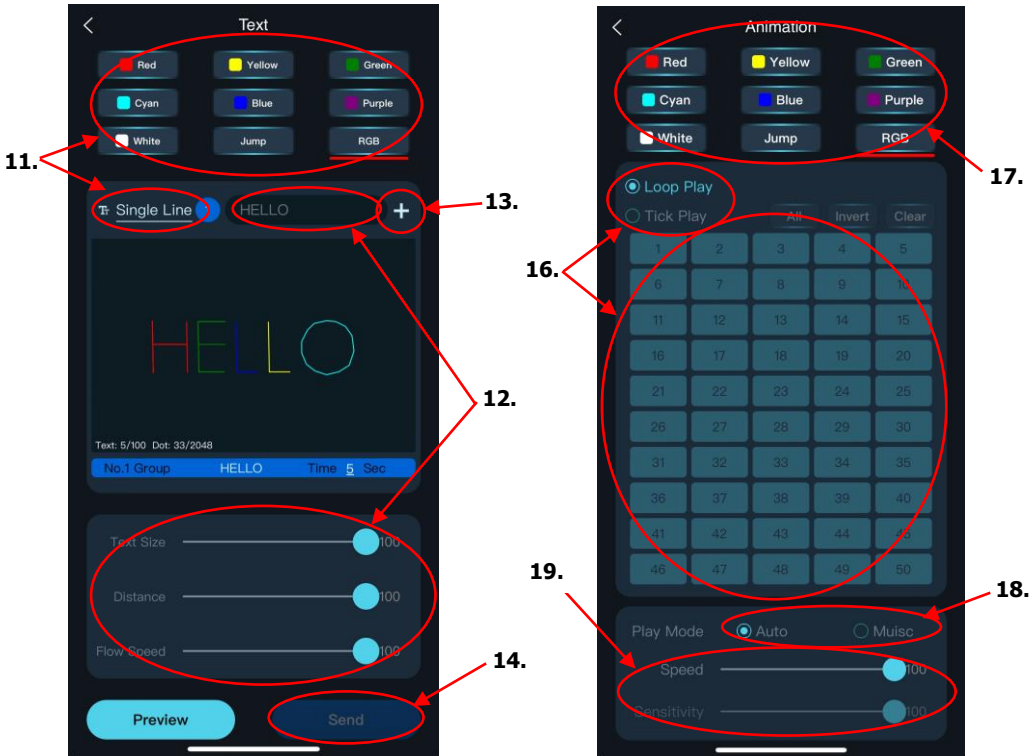 Text
Red Yellow Green
Cyan Blue Purple
White Jump RGB
11.
Single Line HELLO +
13.
HELLO
12.
Text: 5/100 Dot: 33/2048
No.1 Group HELLO Time 5 Sec
Text Size 100
Distance 100
Flow Speed 100
14.
Preview Send
Animation
Red Yellow Green
Cyan Blue Purple
White Jump RGB
17.
Loop Play
Tick Play All Invert Clear
16.
1 2 3 4 5
6 7 8 9 10
11 12 13 14 15
16 17 18 19 20
21 22 23 24 25
26 27 28 29 30
31 32 33 34 35
36 37 38 39 40
41 42 43 44 45
46 47 48 49 50
19.
18.
Play Mode Auto Muisc
Speed 100
Sensitivity 100